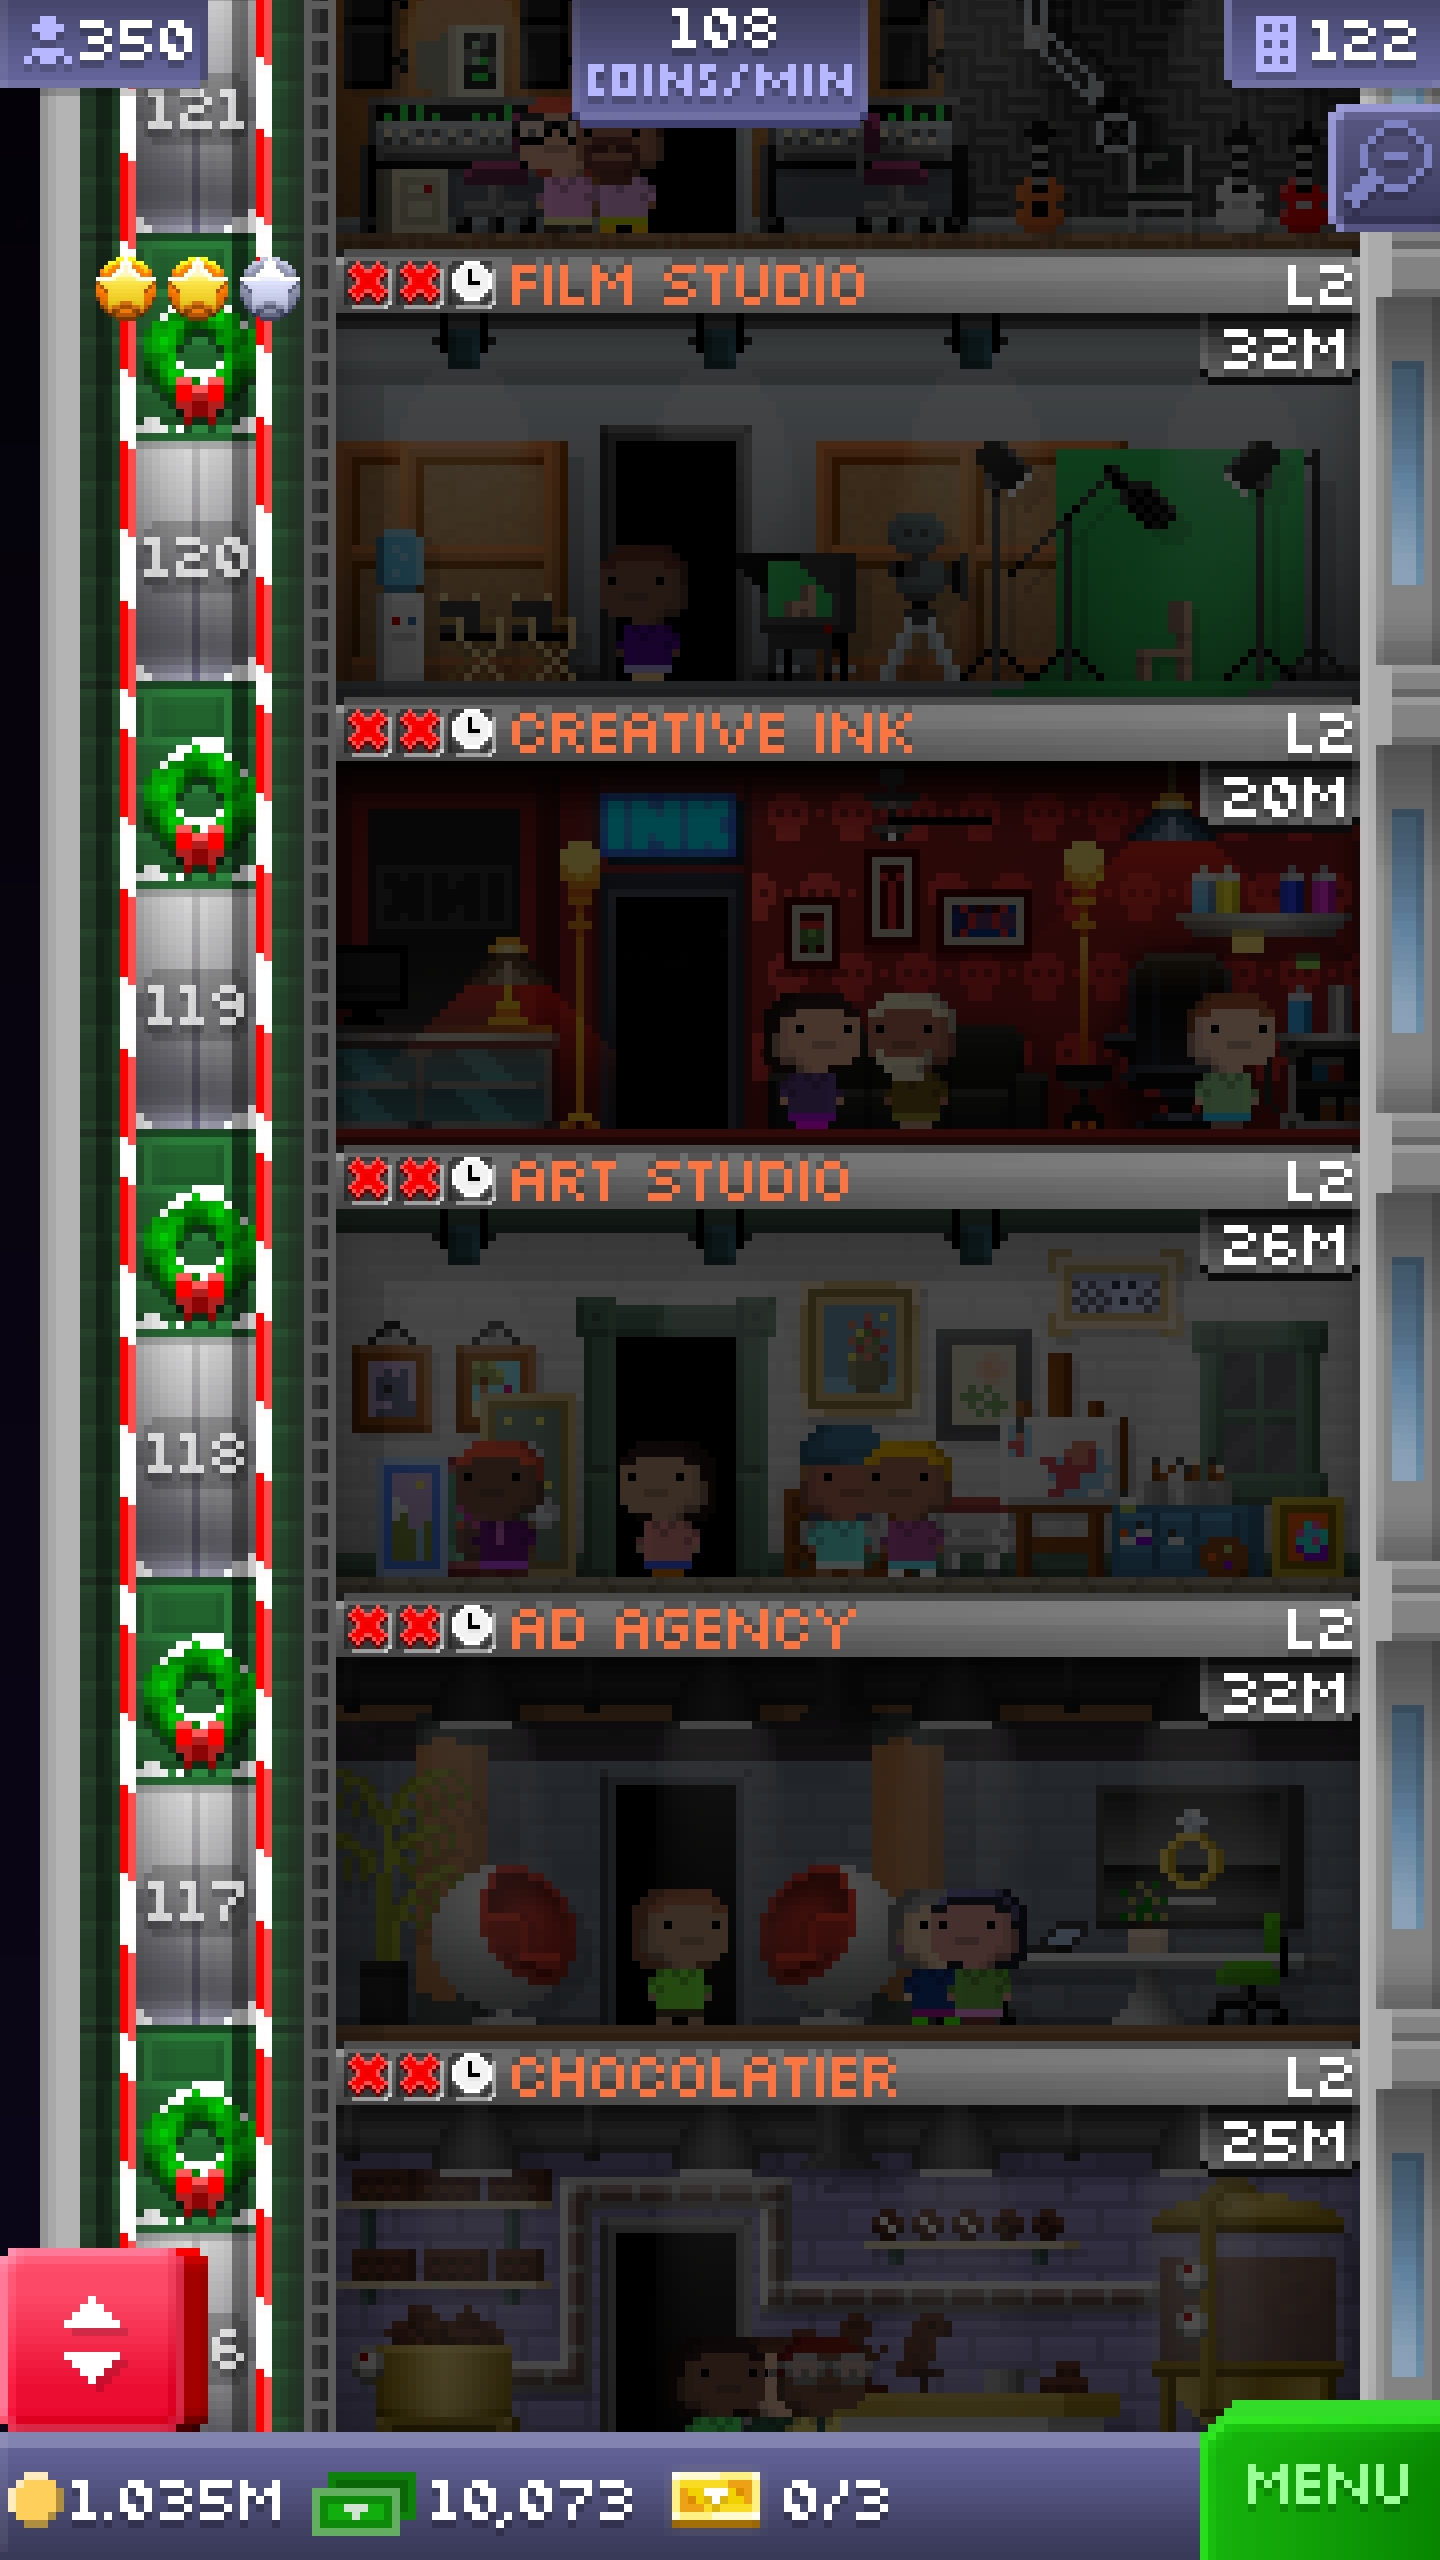 350
108
COINS/MIN
122
121
FILM STUDIO L2
32M
120
CREATIVE INK L2
20M
INK
119
ART STUDIO L2
26M
118
AD AGENCY L2
32M
117
CHOCOLATIER L2
25M
6
MENU
1.035M 10,073 0/3